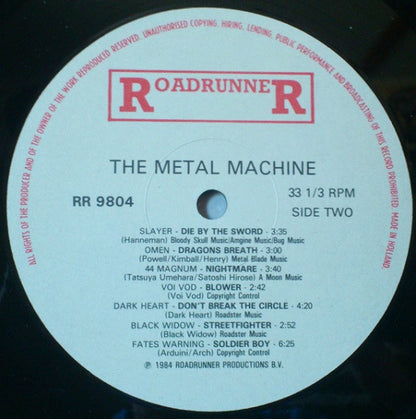 ALL RIGHTS OF THE PRODUCER AND OF THE OWNER OF THE WORK REPRODUCED RESERVED. UNAUTHORISED COPYING, HIRING, LENDING, PUBLIC PERFORMANCE AND BROADCASTING OF THIS RECORD PROHIBITED. MADE IN HOLLAND.
ROADRUNNER
THE METAL MACHINE
RR 9804
33 1/3 RPM
SIDE TWO
SLAYER - DIE BY THE SWORD - 3:35
(Hanneman) Bloody Skull Music/Amgine Music/Bug Music
OMEN - DRAGONS BREATH - 3:00
(Powell/Kimball/Henry) Metal Blade Music
44 MAGNUM - NIGHTMARE - 3:40
(Tatsuya Umehara/Satoshi Hirose) A Moon Music
VOI VOD - BLOWER - 2:42
(Voi Vod) Copyright Control
DARK HEART - DON'T BREAK THE CIRCLE - 4:20
(Dark Heart) Roadster Music
BLACK WIDOW - STREETFIGHTER - 2:52
(Black Widow) Roadster Music
FATES WARNING - SOLDIER BOY - 6:25
(Arduini/Arch) Copyright Control
℗ 1984 ROADRUNNER PRODUCTIONS B.V.